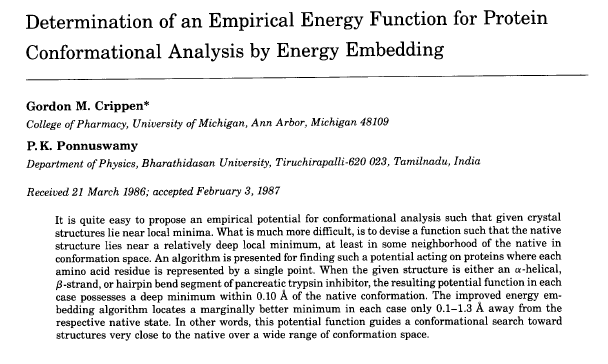 Determination of an Empirical Energy Function for Protein
Conformational Analysis by Energy Embedding
Gordon M. Crippen*
College of Pharmacy, University of Michigan, Ann Arbor, Michigan 48109
P. K. Ponnuswamy
Department of Physics, Bharathidasan University, Tiruchirapalli-620 023, Tamilnadu, India
Received 21 March 1986; accepted February 3, 1987
It is quite easy to propose an empirical potential for conformational analysis such that given crystal
structures lie near local minima. What is much more difficult, is to devise a function such that the native
structure lies near a relatively deep local minimum, at least in some neighborhood of the native in
conformation space. An algorithm is presented for finding such a potential acting on proteins where each
amino acid residue is represented by a single point. When the given structure is either an α-helical,
β-strand, or hairpin bend segment of pancreatic trypsin inhibitor, the resulting potential function in each
case possesses a deep minimum within 0.10 Å of the native conformation. The improved energy em-
bedding algorithm locates a marginally better minimum in each case only 0.1–1.3 Å away from the
respective native state. In other words, this potential function guides a conformational search toward
structures very close to the native over a wide range of conformation space.